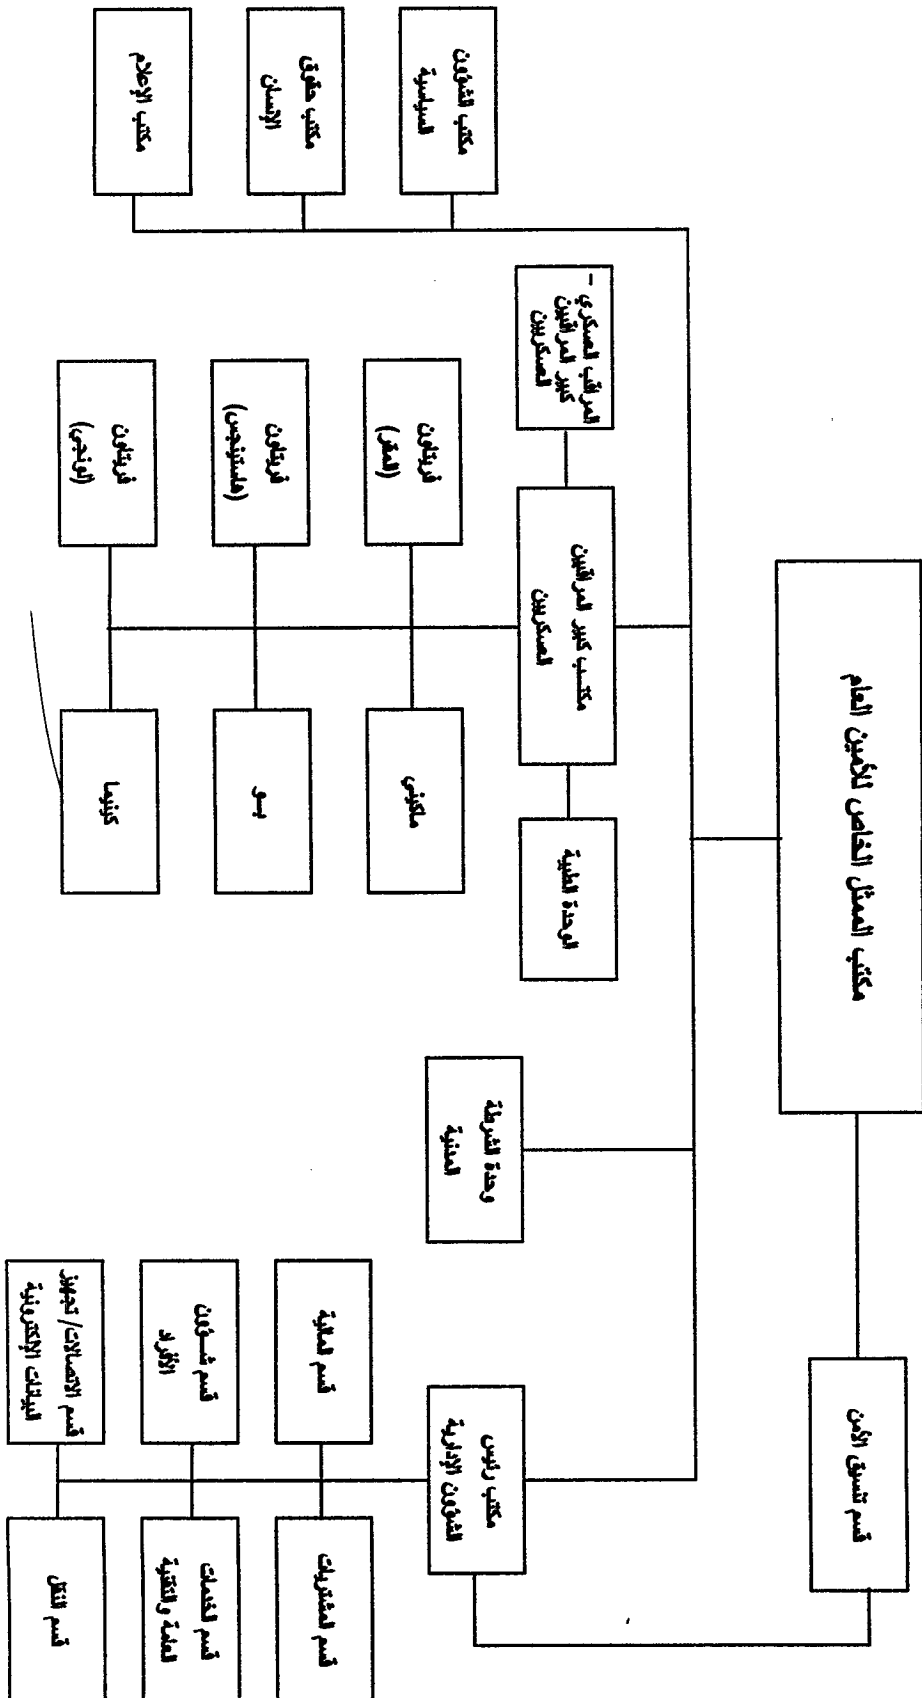 مكتب الممثل الخاص للأمين العام
قسم تنسيق الأمن
مكتب الشؤون
السياسية
مكتب حقوق
الإنسان
مكتب الإعلام
المراقب العسكري -
كبير المراقبين
العسكريين
مكتب كبير المراقبين
العسكريين
الوحدة الطبية
فريتاون
(المقر)
فريتاون
(هاستينجس)
فريتاون
(لونجي)
ماكيني
بو
كينيما
وحدة الشرطة
المدنية
مكتب رئيس
الشؤون الإدارية
قسم المالية
قسم شؤون
الأفراد
قسم الاتصالات/تجهيز
البيانات الإلكترونية
قسم المشتريات
قسم الخدمات
العامة والتقنية
قسم النقل